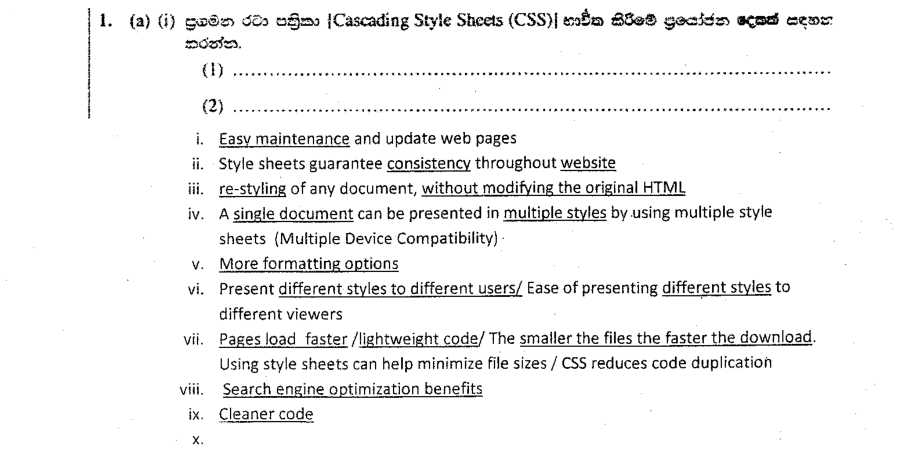 1. (a) (i) ප්‍රගමන රටා පත්‍රිකා [Cascading Style Sheets (CSS)] භාවිත කිරීමේ ප්‍රයෝජන දෙකක් සඳහන
කරන්න.
(1) ..........................................................................................
(2) ..........................................................................................
i. Easy maintenance and update web pages
ii. Style sheets guarantee consistency throughout website
iii. re-styling of any document, without modifying the original HTML
iv. A single document can be presented in multiple styles by using multiple style
sheets (Multiple Device Compatibility)
v. More formatting options
vi. Present different styles to different users/ Ease of presenting different styles to
different viewers
vii. Pages load faster /lightweight code/ The smaller the files the faster the download.
Using style sheets can help minimize file sizes / CSS reduces code duplication
viii. Search engine optimization benefits
ix. Cleaner code
x.